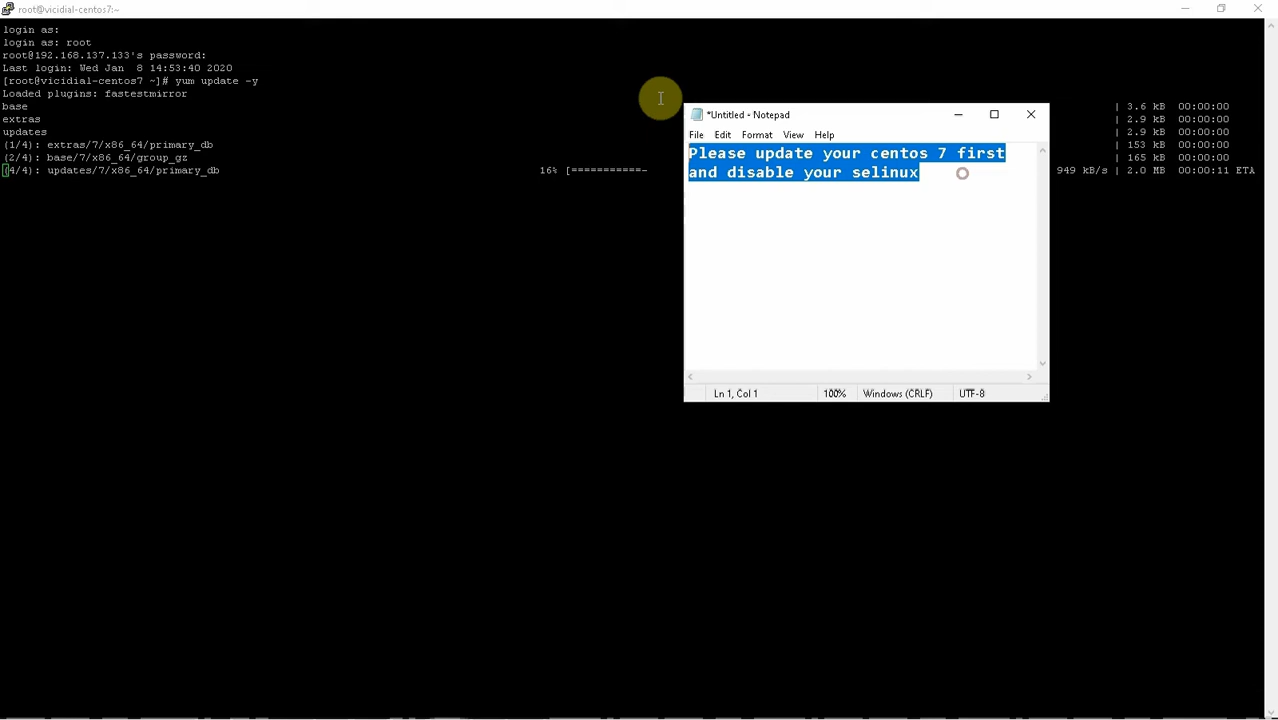 root@vicidial-centos7:~
login as:
login as: root
root@192.168.137.133's password:
Last login: Wed Jan  8 14:53:40 2020
[root@vicidial-centos7 ~]# yum update -y
Loaded plugins: fastestmirror
base | 3.6 kB  00:00:00
extras | 2.9 kB  00:00:00
updates | 2.9 kB  00:00:00
(1/4): extras/7/x86_64/primary_db | 153 kB  00:00:00
(2/4): base/7/x86_64/group_gz | 165 kB  00:00:00
(4/4): updates/7/x86_64/primary_db 16% [===========- 949 kB/s | 2.0 MB  00:00:11 ETA
*Untitled - Notepad
File Edit Format View Help
Please update your centos 7 first
and disable your selinux
Ln 1, Col 1 100% Windows (CRLF) UTF-8